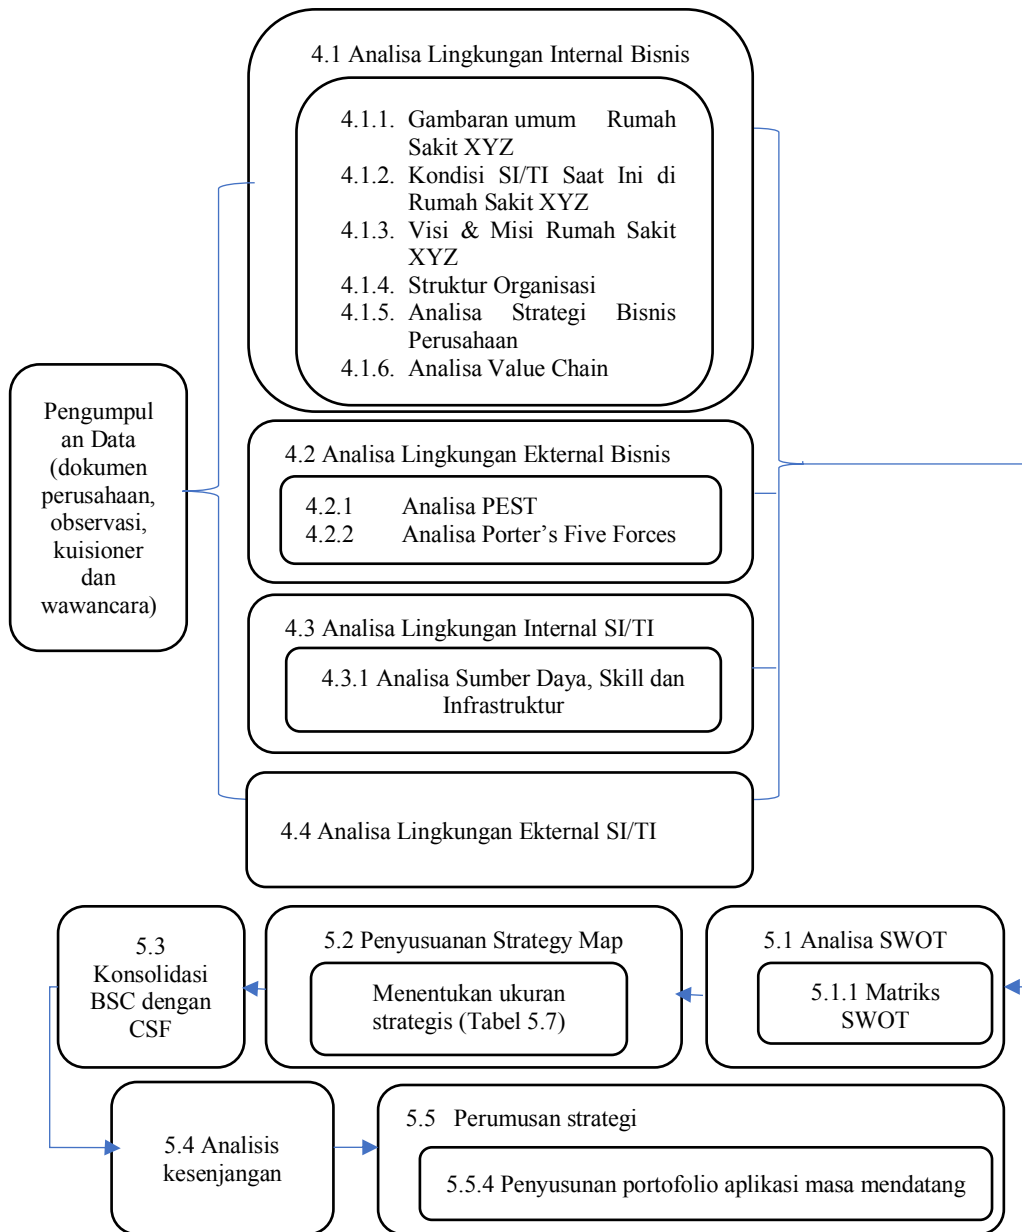 4.1 Analisa Lingkungan Internal Bisnis
4.1.1. Gambaran umum Rumah
Sakit XYZ
4.1.2. Kondisi SI/TI Saat Ini di
Rumah Sakit XYZ
4.1.3. Visi & Misi Rumah Sakit
XYZ
4.1.4. Struktur Organisasi
4.1.5. Analisa Strategi Bisnis
Perusahaan
4.1.6. Analisa Value Chain
Pengumpul
an Data
(dokumen
perusahaan,
observasi,
kuisioner
dan
wawancara)
4.2 Analisa Lingkungan Ekternal Bisnis
4.2.1 Analisa PEST
4.2.2 Analisa Porter’s Five Forces
4.3 Analisa Lingkungan Internal SI/TI
4.3.1 Analisa Sumber Daya, Skill dan
Infrastruktur
4.4 Analisa Lingkungan Ekternal SI/TI
5.3
Konsolidasi
BSC dengan
CSF
5.2 Penyusuanan Strategy Map
Menentukan ukuran
strategis (Tabel 5.7)
5.1 Analisa SWOT
5.1.1 Matriks
SWOT
5.4 Analisis
kesenjangan
5.5 Perumusan strategi
5.5.4 Penyusunan portofolio aplikasi masa mendatang